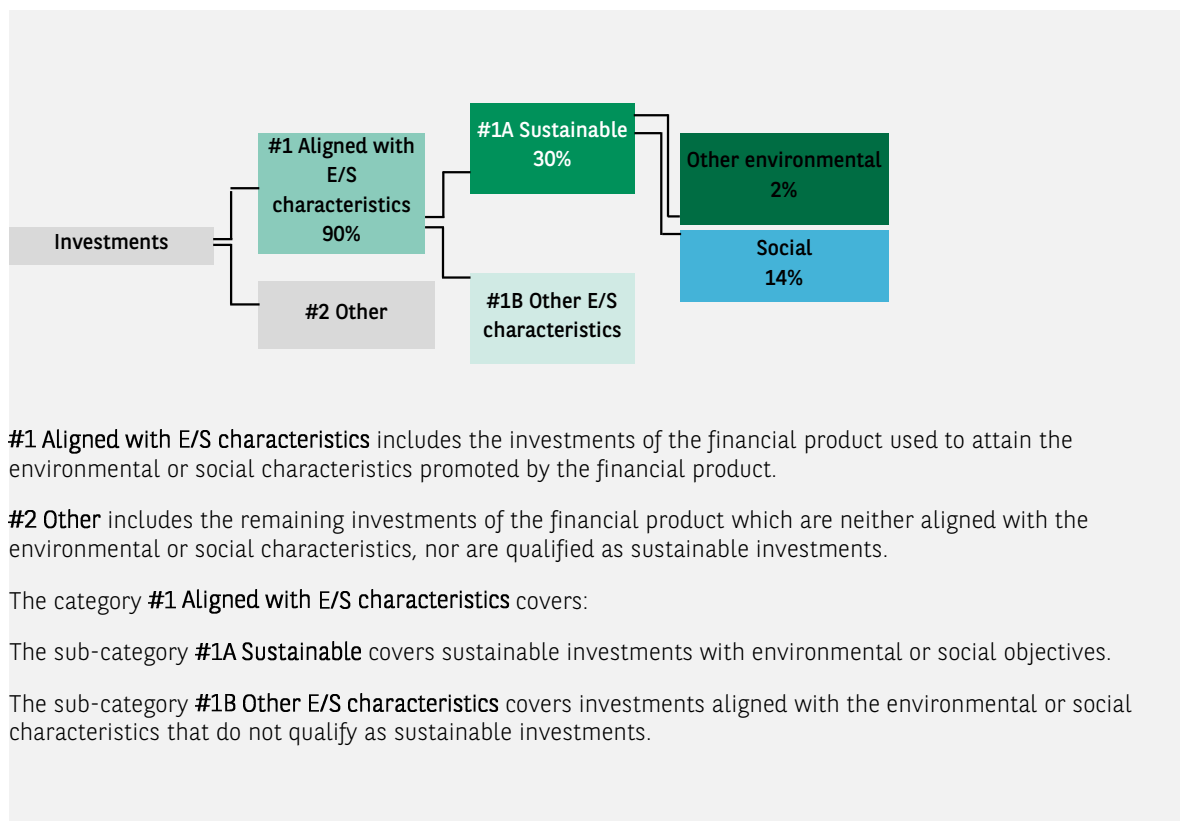 Investments
#1 Aligned with
E/S
characteristics
90%
#2 Other
#1A Sustainable
30%
#1B Other E/S
characteristics
Other environmental
2%
Social
14%
#1 Aligned with E/S characteristics includes the investments of the financial product used to attain the
environmental or social characteristics promoted by the financial product.
#2 Other includes the remaining investments of the financial product which are neither aligned with the
environmental or social characteristics, nor are qualified as sustainable investments.
The category #1 Aligned with E/S characteristics covers:
The sub-category #1A Sustainable covers sustainable investments with environmental or social objectives.
The sub-category #1B Other E/S characteristics covers investments aligned with the environmental or social
characteristics that do not qualify as sustainable investments.